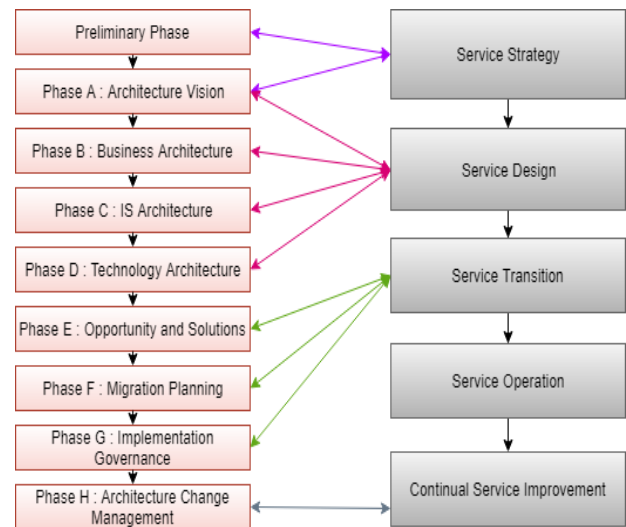 Preliminary Phase
Service Strategy
Phase A : Architecture Vision
Phase B : Business Architecture
Service Design
Phase C : IS Architecture
Phase D : Technology Architecture
Service Transition
Phase E : Opportunity and Solutions
Phase F : Migration Planning
Service Operation
Phase G : Implementation
Governance
Phase H : Architecture Change
Management
Continual Service Improvement